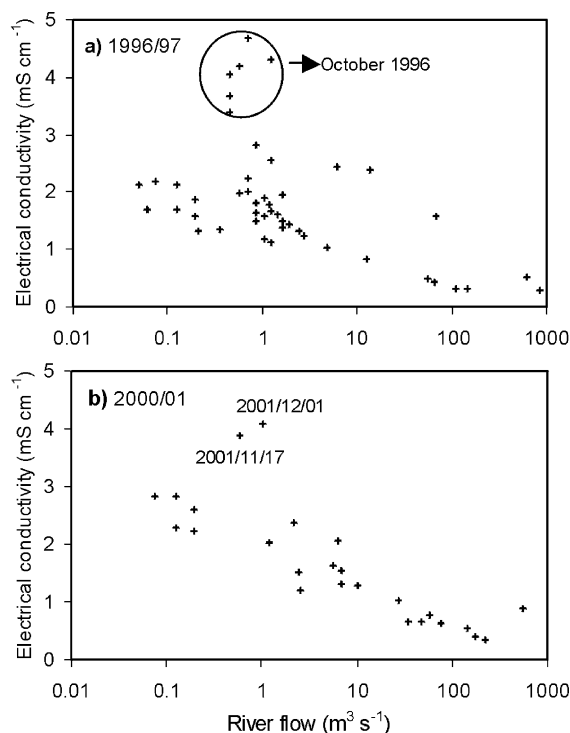 5
a) 1996/97
4
October 1996
3
2
1
0
Electrical conductivity (mS cm⁻¹)
0.01 0.1 1 10 100 1000
5
b) 2000/01
2001/12/01
4
2001/11/17
3
2
1
0
Electrical conductivity (mS cm⁻¹)
0.01 0.1 1 10 100 1000
River flow (m³ s⁻¹)